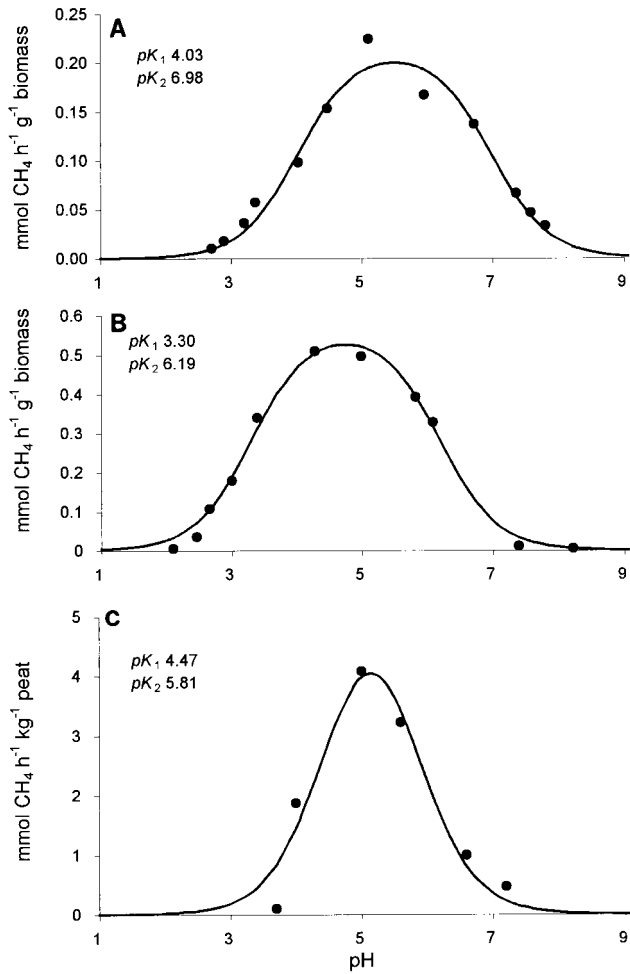 A
pK1 4.03
pK2 6.98
mmol CH4 h-1 g-1 biomass
0.25
0.20
0.15
0.10
0.05
0.00
1 3 5 7 9
B
pK1 3.30
pK2 6.19
mmol CH4 h-1 g-1 biomass
0.6
0.5
0.4
0.3
0.2
0.1
0
1 3 5 7 9
C
pK1 4.47
pK2 5.81
mmol CH4 h-1 kg-1 peat
5
4
3
2
1
0
1 3 5 7 9
pH